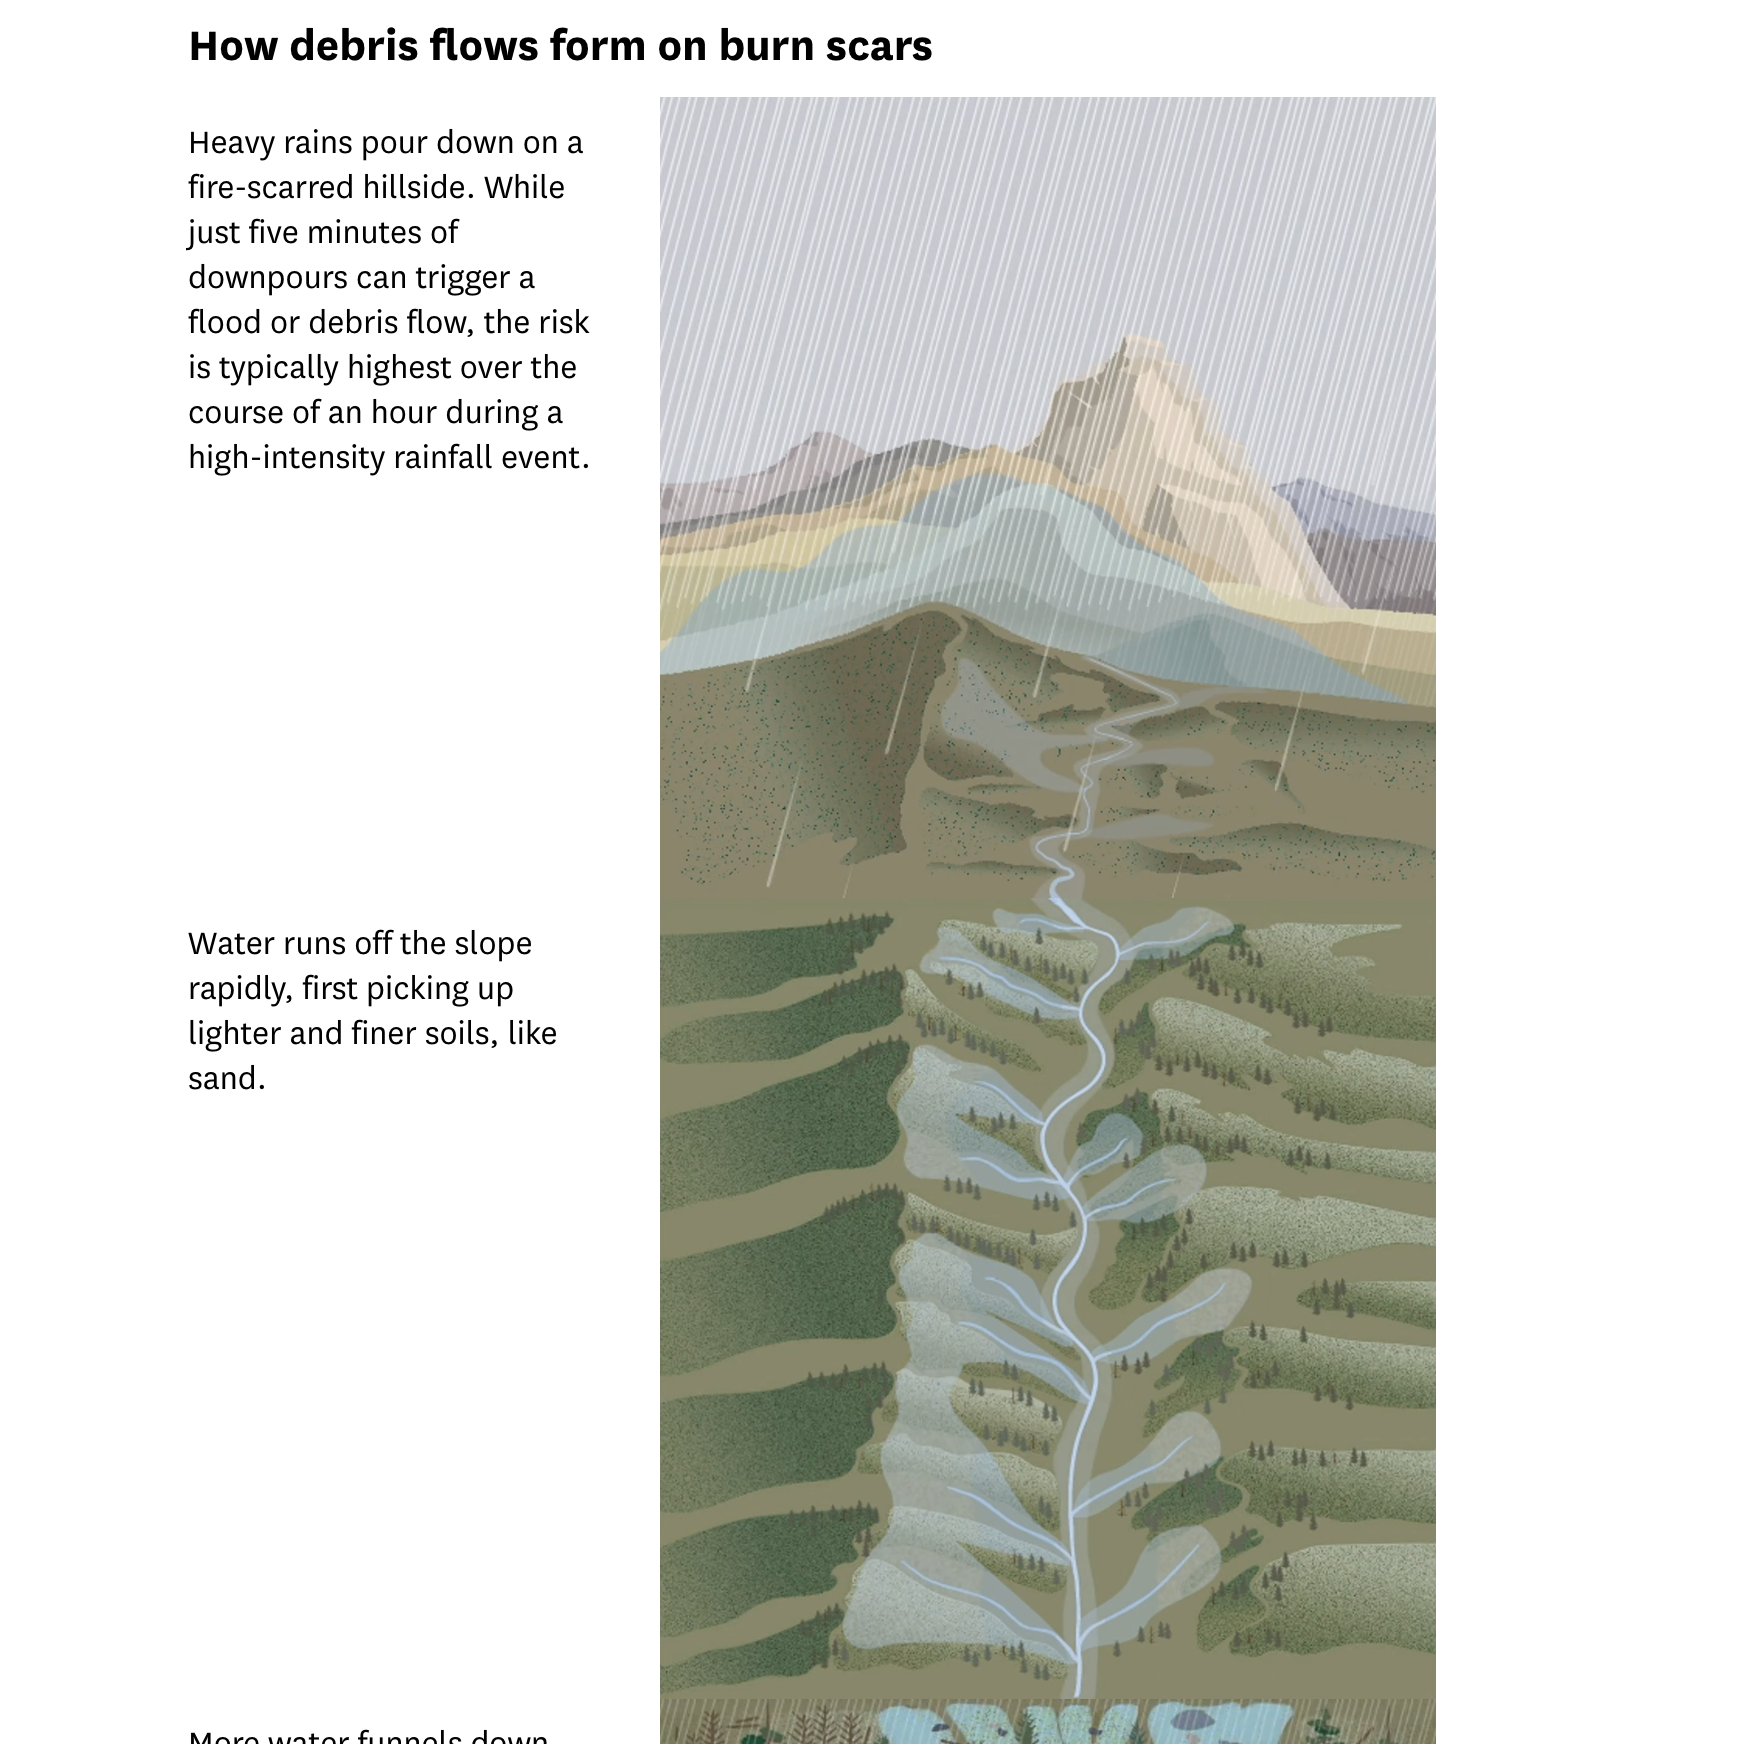 How debris flows form on burn scars
Heavy rains pour down on a
fire-scarred hillside. While
just five minutes of
downpours can trigger a
flood or debris flow, the risk
is typically highest over the
course of an hour during a
high-intensity rainfall event.
Water runs off the slope
rapidly, first picking up
lighter and finer soils, like
sand.
More water funnels down